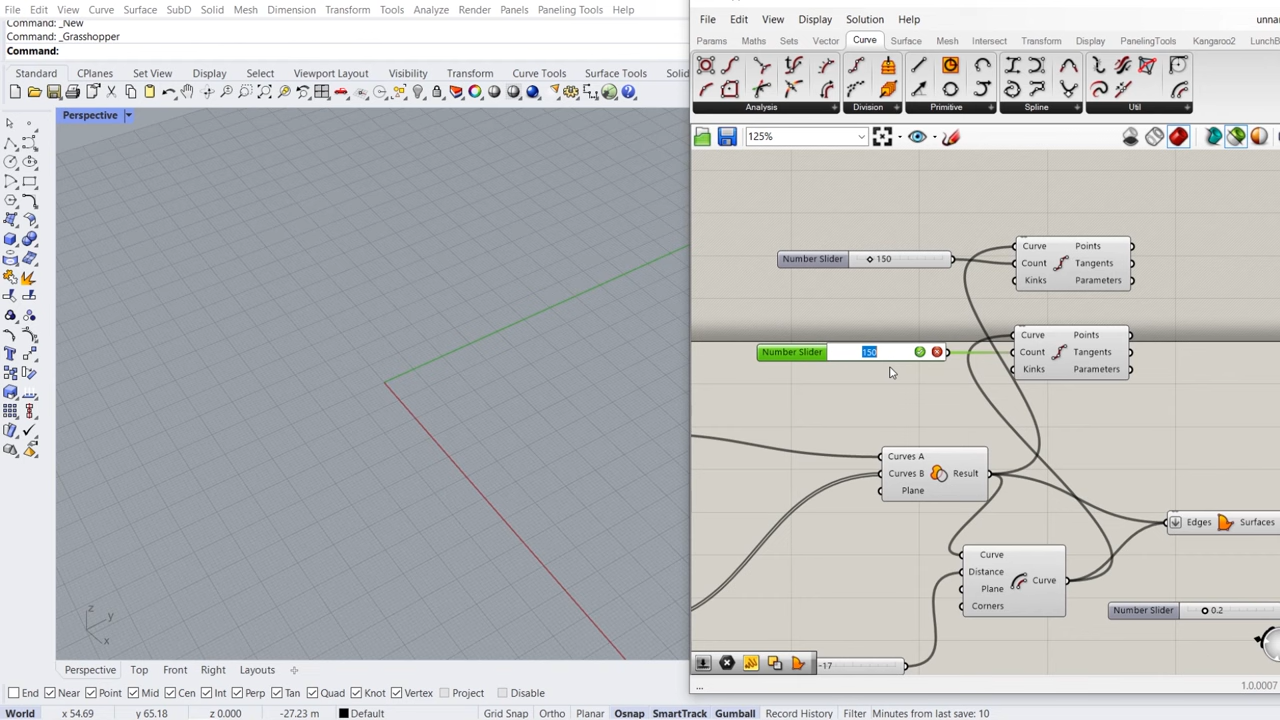 File Edit View Curve Surface SubD Solid Mesh Dimension Transform Tools Analyze Render Panels Paneling Tools Help
Command: _New
Command: _Grasshopper
Command:
Standard CPlanes Set View Display Select Viewport Layout Visibility Transform Curve Tools Surface Tools Solid
Perspective
z
y
x
Perspective Top Front Right Layouts
End Near Point Mid Cen Int Perp Tan Quad Knot Vertex Project Disable
World x 54.69 y 65.18 z 0.000 -27.23 m Default Grid Snap Ortho Planar Osnap SmartTrack Gumball Record History Filter Minutes from last save: 10
File Edit View Display Solution Help
unna
Params Maths Sets Vector Curve Surface Mesh Intersect Transform Display PanelingTools Kangaroo2 LunchB
Analysis Division Primitive Spline Util
125%
Number Slider 150
Curve Points
Count Tangents
Kinks Parameters
Number Slider 150
Curve Points
Count Tangents
Kinks Parameters
Curves A
Curves B Result
Plane
Edges Surfaces
Curve
Distance
Plane Curve
Corners
Number Slider 0.2
-17
...
1.0.0007